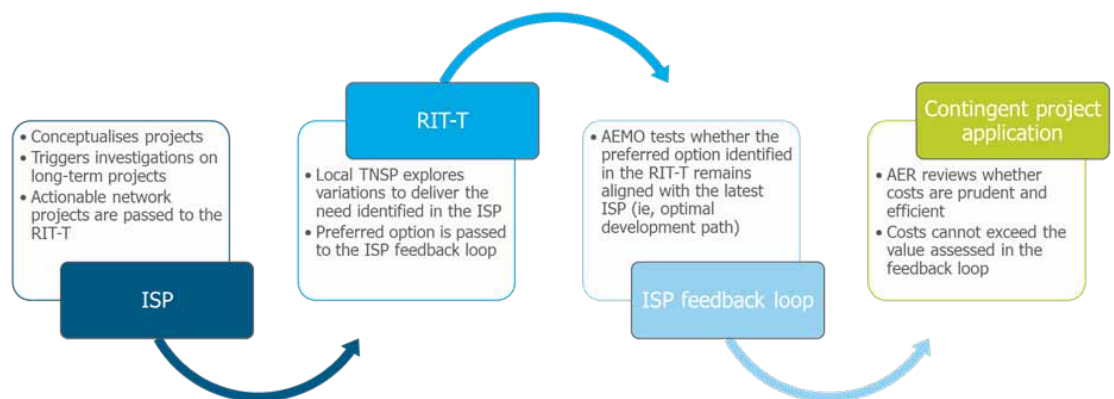 • Conceptualises projects
• Triggers investigations on
long-term projects
• Actionable network
projects are passed to the
RIT-T
ISP
RIT-T
• Local TNSP explores
variations to deliver the
need identified in the ISP
• Preferred option is
passed to the ISP feedback
loop
• AEMO tests whether the
preferred option identified
in the RIT-T remains
aligned with the latest
ISP (ie, optimal
development path)
ISP feedback loop
Contingent project
application
• AER reviews whether
costs are prudent and
efficient
• Costs cannot exceed the
value assessed in the
feedback loop